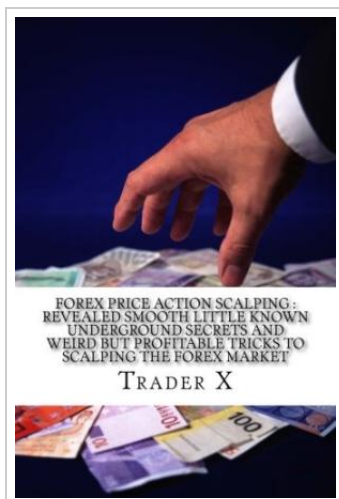 FOREX PRICE ACTION SCALPING :
REVEALED SMOOTH LITTLE KNOWN
UNDERGROUND SECRETS AND
WEIRD BUT PROFITABLE TRICKS TO
SCALPING THE FOREX MARKET
TRADER X
100